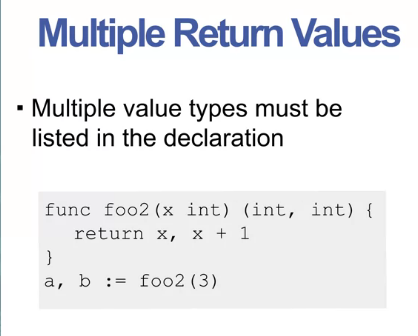 Multiple Return Values
▪ Multiple value types must be
listed in the declaration
func foo2(x int) (int, int) {
return x, x + 1
}
a, b := foo2(3)